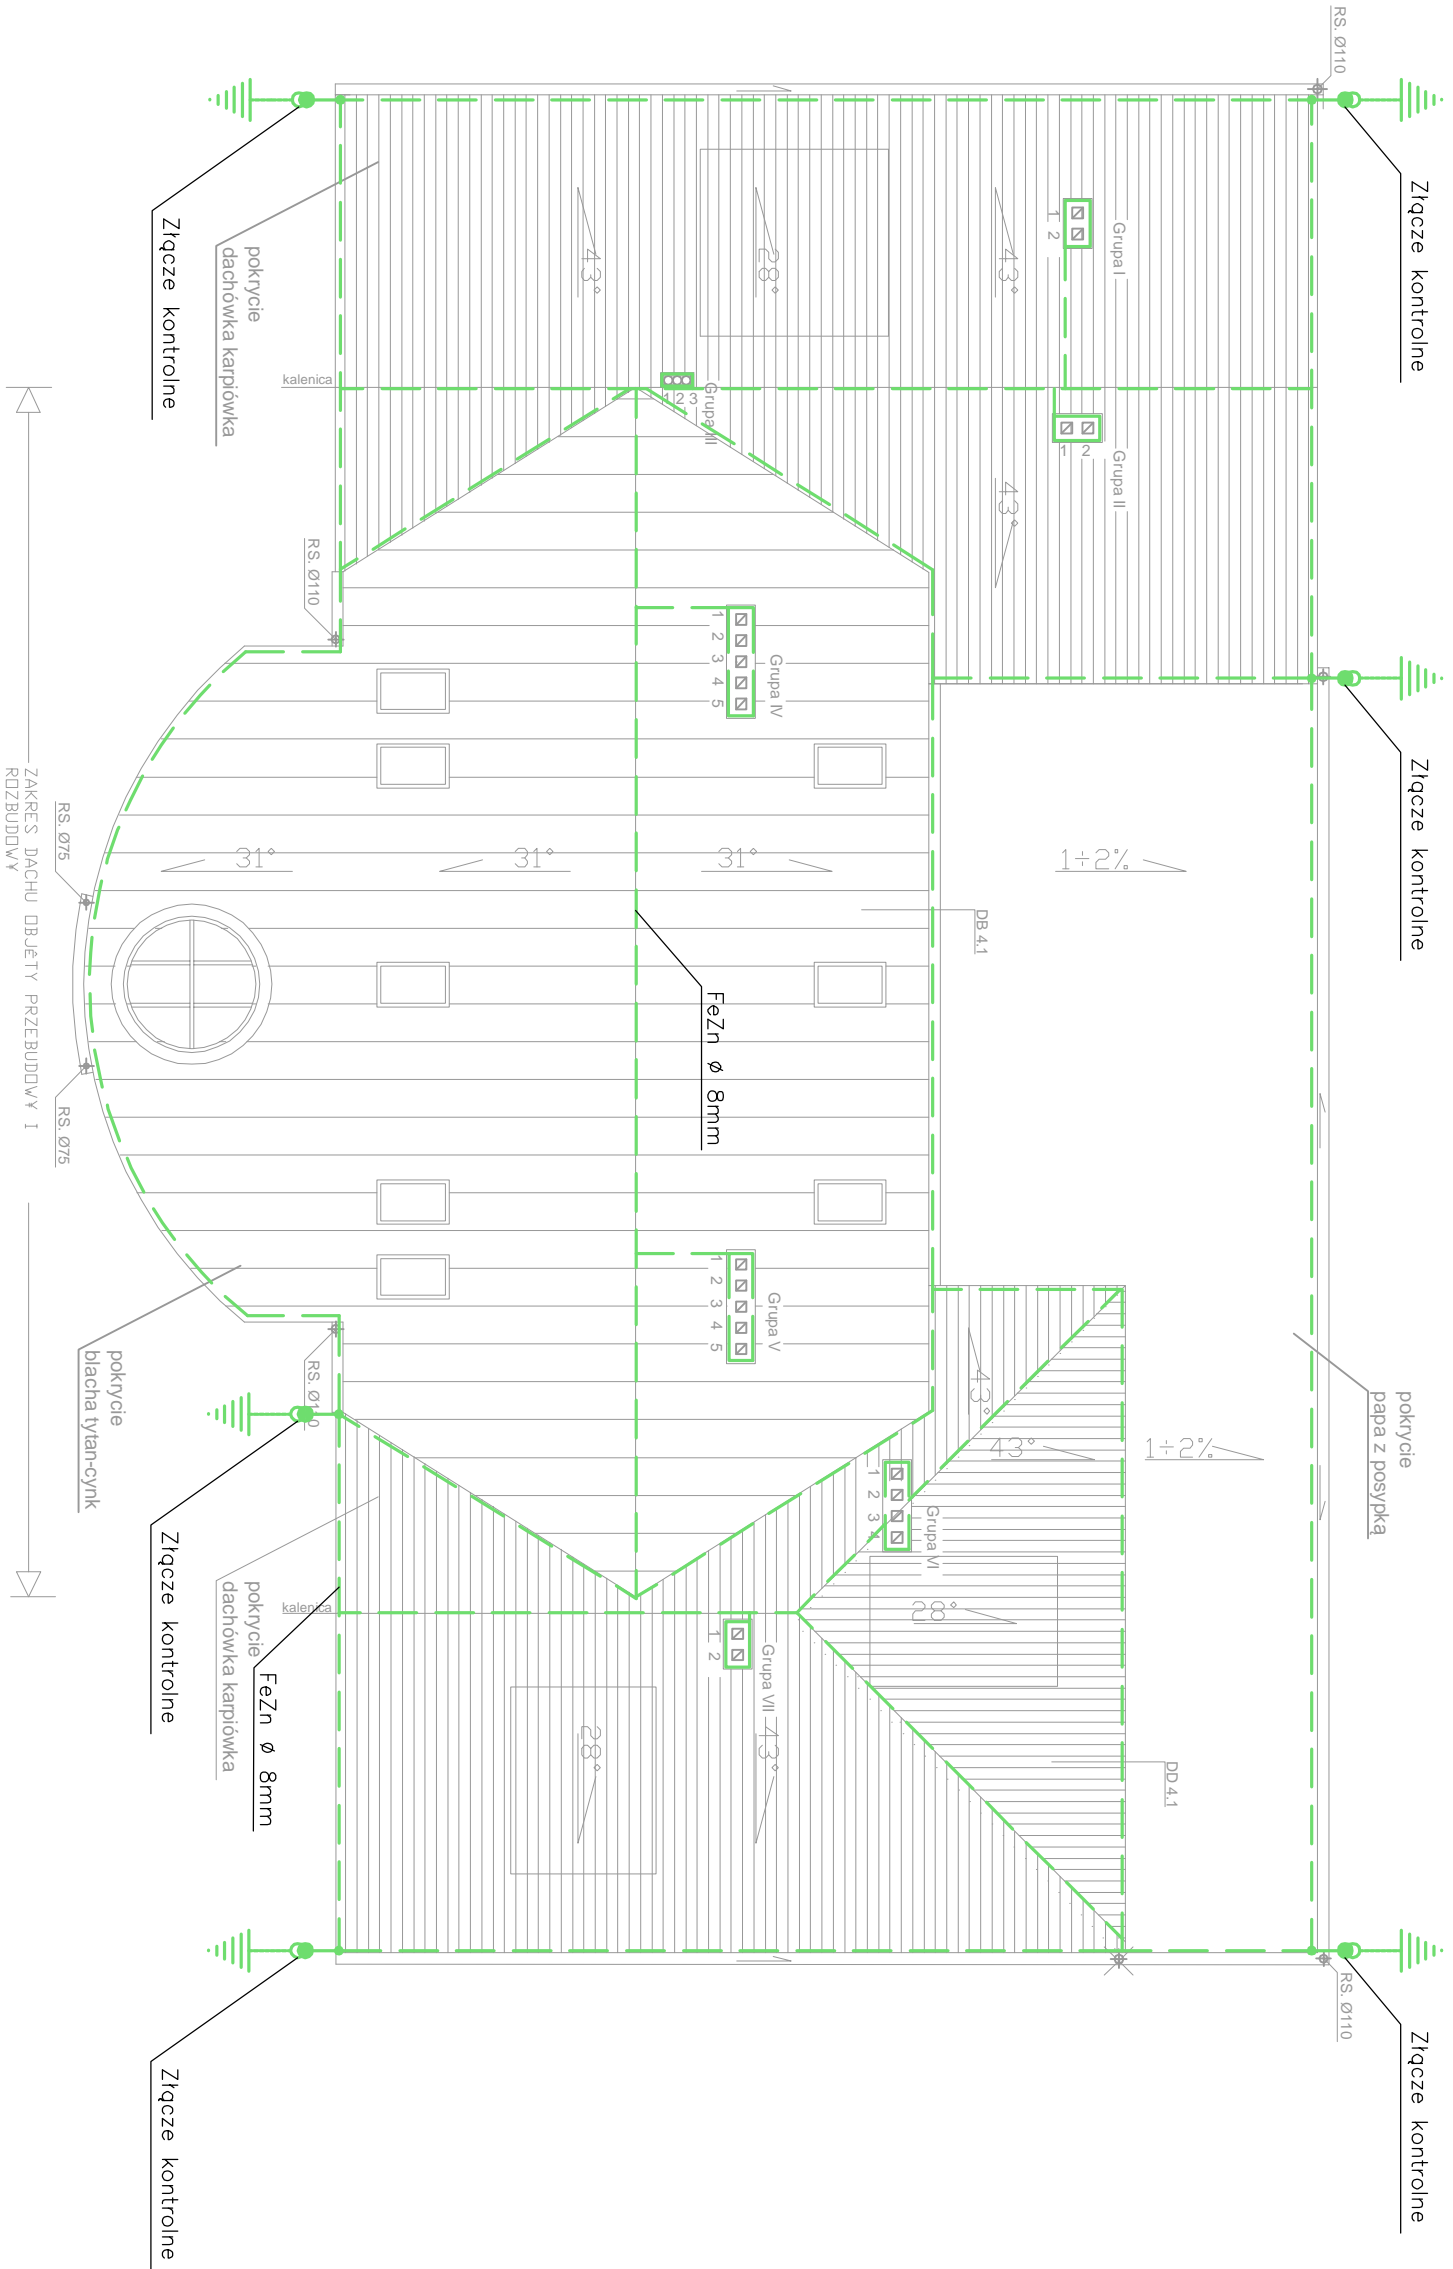 RS. Ø110
Złącze kontrolne
Złącze kontrolne
pokrycie
dachówka karpiówka
43°
28°
43°
Grupa I
1 2
kalenica
Grupa III
1 2 3
Grupa II
1 2
43°
RS. Ø110
Złącze kontrolne
Grupa IV
1 2 3 4 5
RS. Ø75
31°
31°
31°
1÷2%
ZAKRES DACHU OBJĘTY PRZEBUDOWY I
ROZBUDOWY
DB 4.1
FeZn ø 8mm
RS. Ø75
Grupa V
1 2 3 4 5
pokrycie
blacha tytan-cynk
RS. Ø110
43°
43°
1÷2%
pokrycie
papa z posypką
Grupa VI
1 2 3 4
Złącze kontrolne
pokrycie
dachówka karpiówka
kalenica
28°
Grupa VII
1 2
FeZn ø 8mm
28°
43°
DD 4.1
RS. Ø110
Złącze kontrolne
Złącze kontrolne